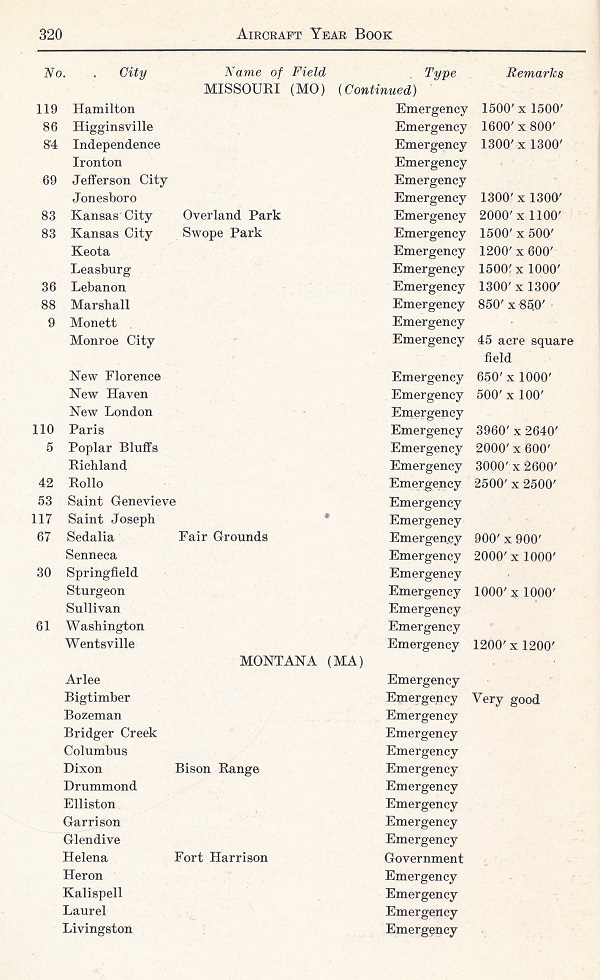 320 AIRCRAFT YEAR BOOK
No. . City Name of Field Type Remarks
MISSOURI (MO) (Continued)
119 Hamilton Emergency 1500' x 1500'
86 Higginsville Emergency 1600' x 800'
84 Independence Emergency 1300' x 1300'
Ironton Emergency
69 Jefferson City Emergency
Jonesboro Emergency 1300' x 1300'
83 Kansas City Overland Park Emergency 2000' x 1100'
83 Kansas City Swope Park Emergency 1500' x 500'
Keota Emergency 1200' x 600'
Leasburg Emergency 1500' x 1000'
36 Lebanon Emergency 1300' x 1300'
88 Marshall Emergency 850' x 850'
9 Monett Emergency
Monroe City Emergency 45 acre square
field
New Florence Emergency 650' x 1000'
New Haven Emergency 500' x 100'
New London Emergency
110 Paris Emergency 3960' x 2640'
5 Poplar Bluffs Emergency 2000' x 600'
Richland Emergency 3000' x 2600'
42 Rollo Emergency 2500' x 2500'
53 Saint Genevieve Emergency
117 Saint Joseph Emergency
67 Sedalia Fair Grounds Emergency 900' x 900'
Senneca Emergency 2000' x 1000'
30 Springfield Emergency
Sturgeon Emergency 1000' x 1000'
Sullivan Emergency
61 Washington Emergency
Wentsville Emergency 1200' x 1200'
MONTANA (MA)
Arlee Emergency
Bigtimber Emergency Very good
Bozeman Emergency
Bridger Creek Emergency
Columbus Emergency
Dixon Bison Range Emergency
Drummond Emergency
Elliston Emergency
Garrison Emergency
Glendive Emergency
Helena Fort Harrison Government
Heron Emergency
Kalispell Emergency
Laurel Emergency
Livingston Emergency